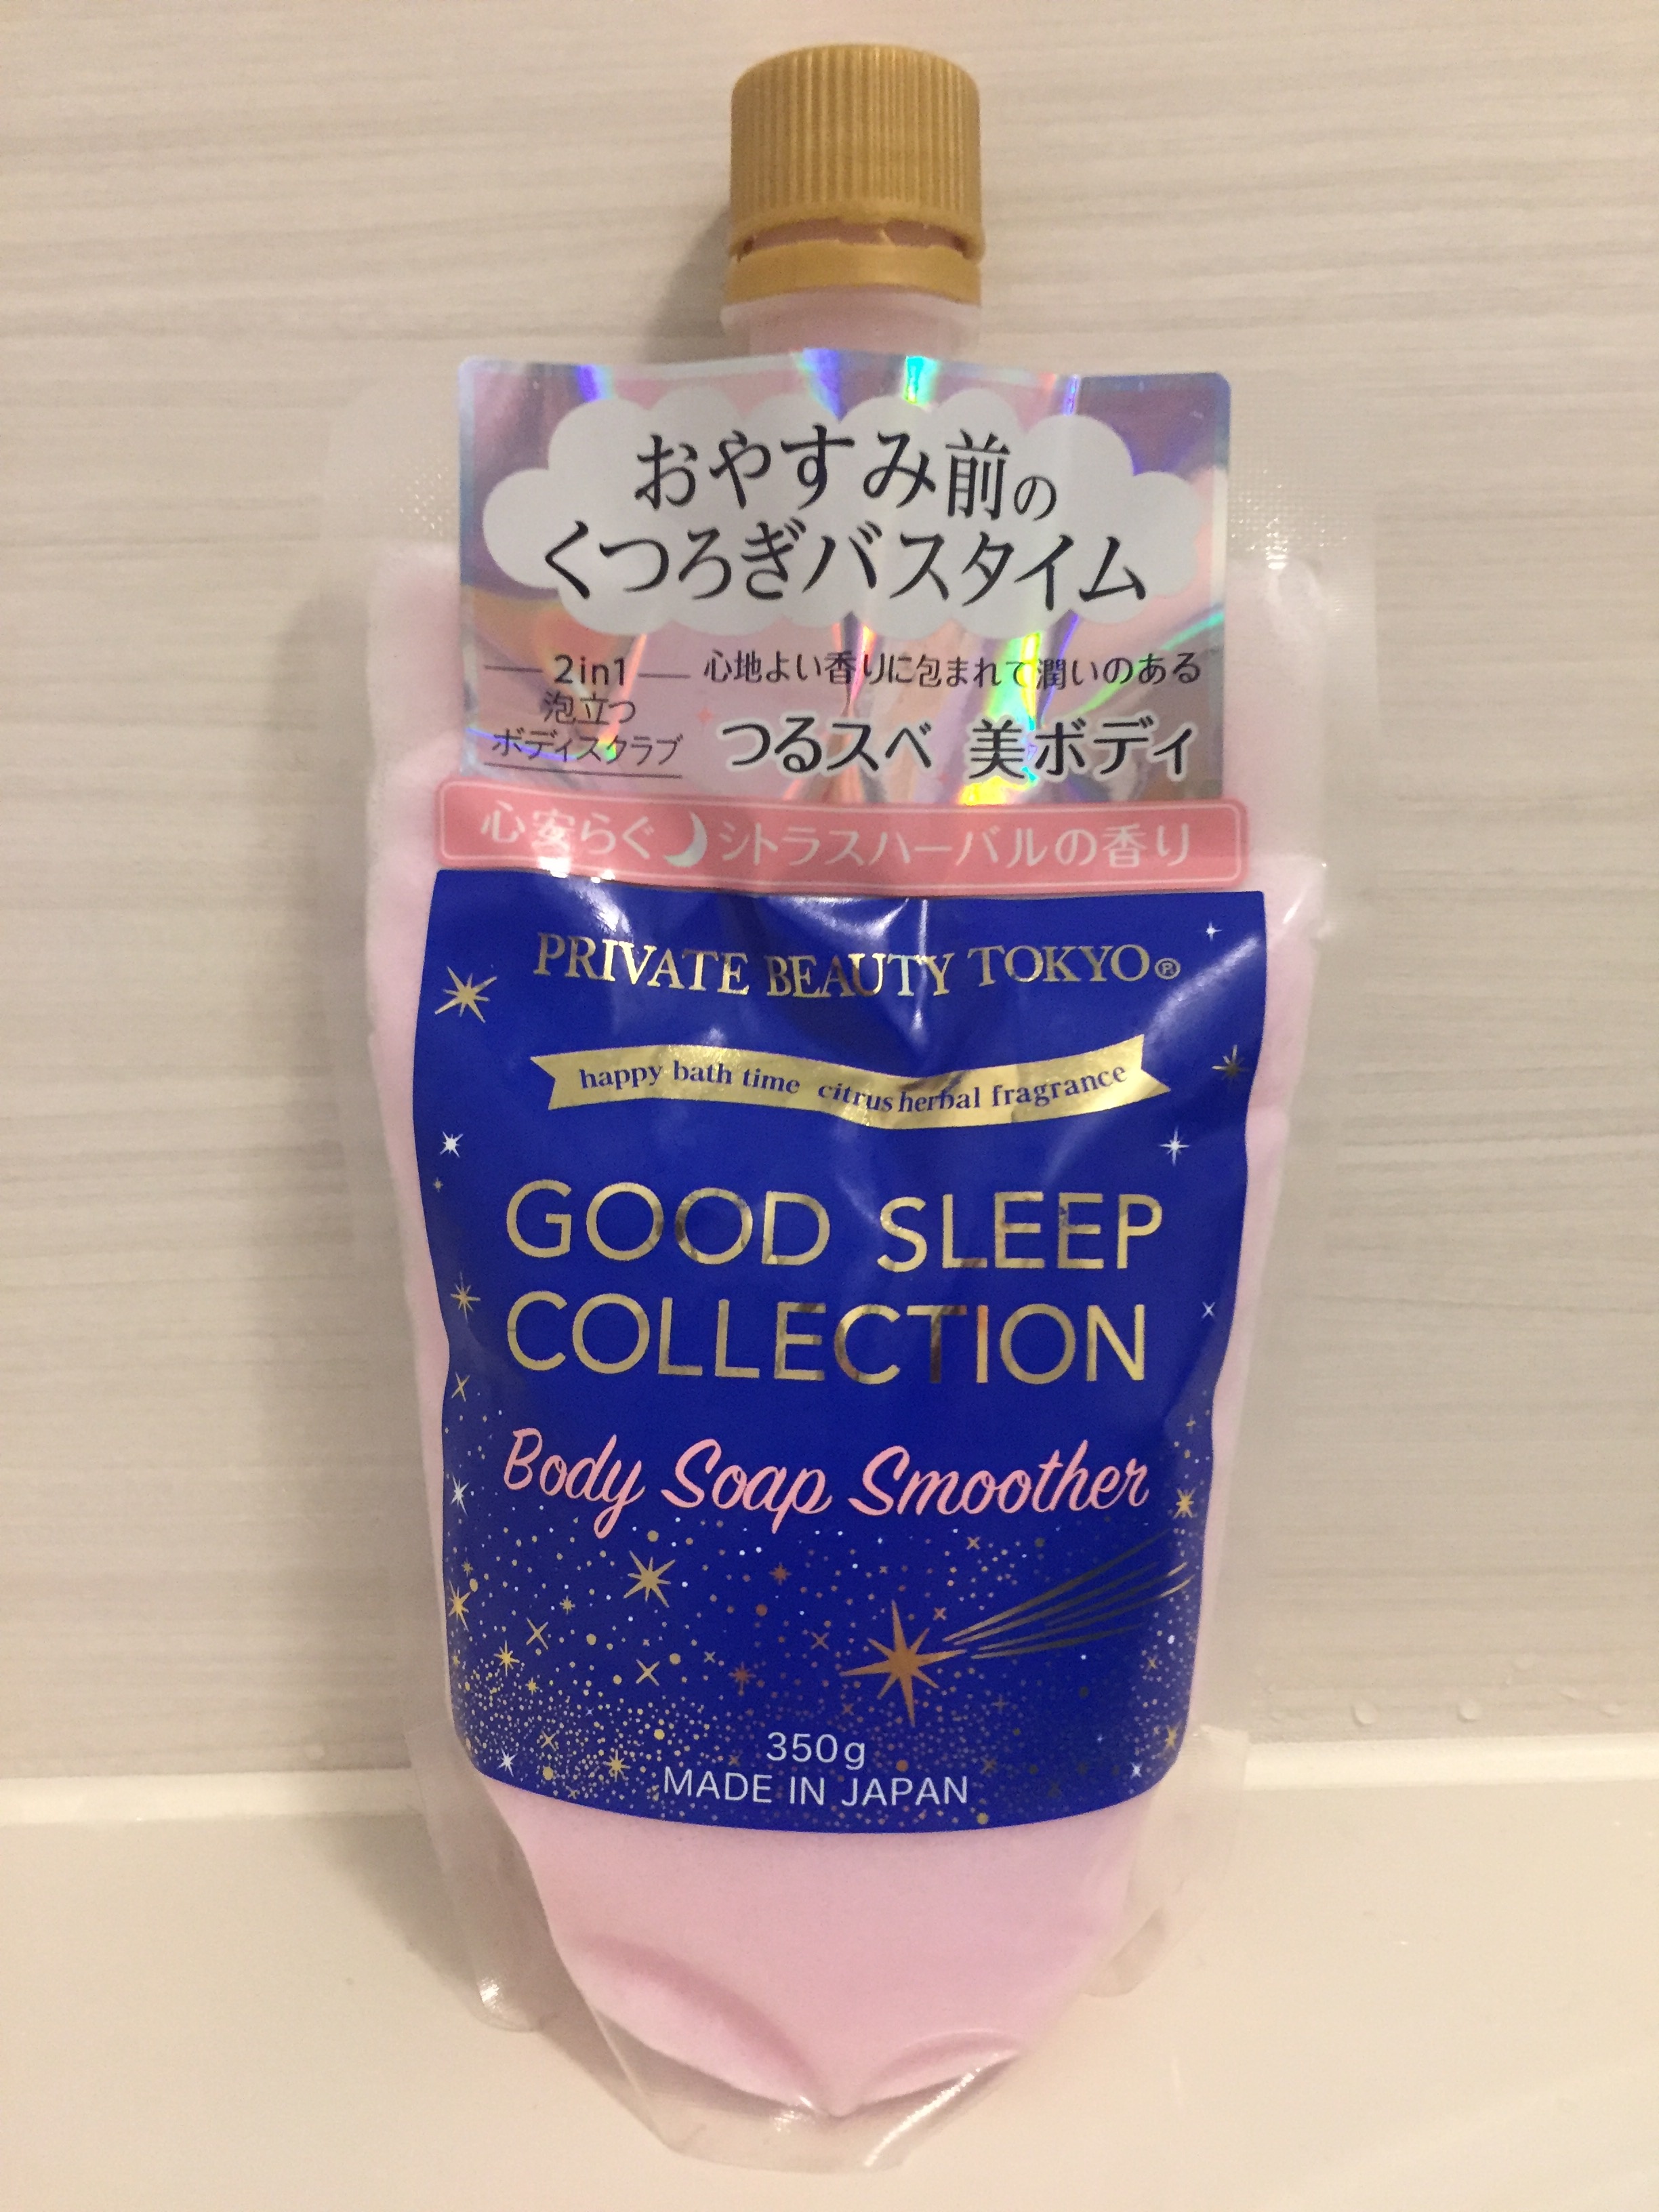 おやすみ前の
くつろぎバスタイム
2in1
泡立つ
ボディスクラブ
心地よい香りに包まれて潤いのある
つるスベ 美ボディ
心安らぐ シトラスハーバルの香り
PRIVATE BEAUTY TOKYO®
happy bath time citrus herbal fragrance
GOOD SLEEP
COLLECTION
Body Soap Smoother
350g
MADE IN JAPAN